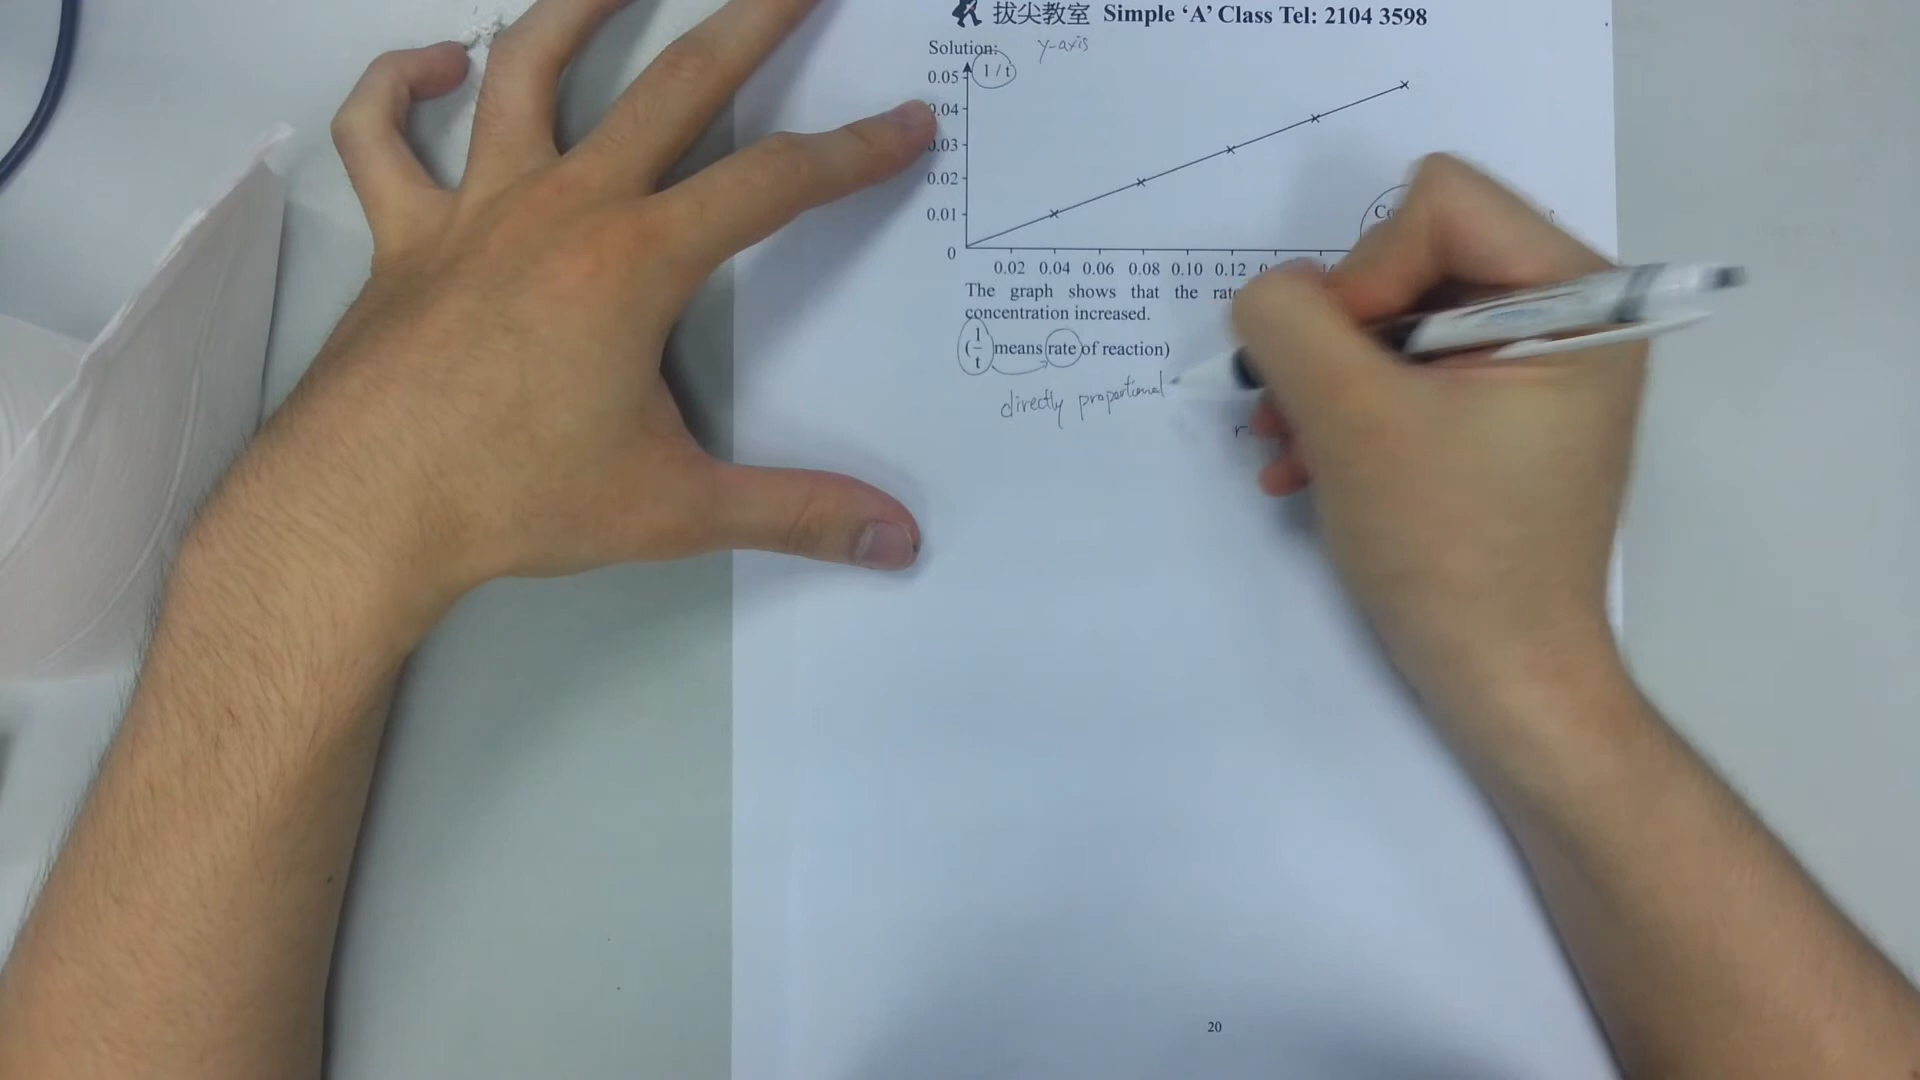 拔尖教室 Simple ‘A’ Class Tel: 2104 3598
Solution: y-axis
1/t
0.05
0.04
0.03
0.02
0.01
0
0.02 0.04 0.06 0.08 0.10 0.12
The graph shows that the rate
concentration increased.
(1/t means rate of reaction)
directly proportional
20